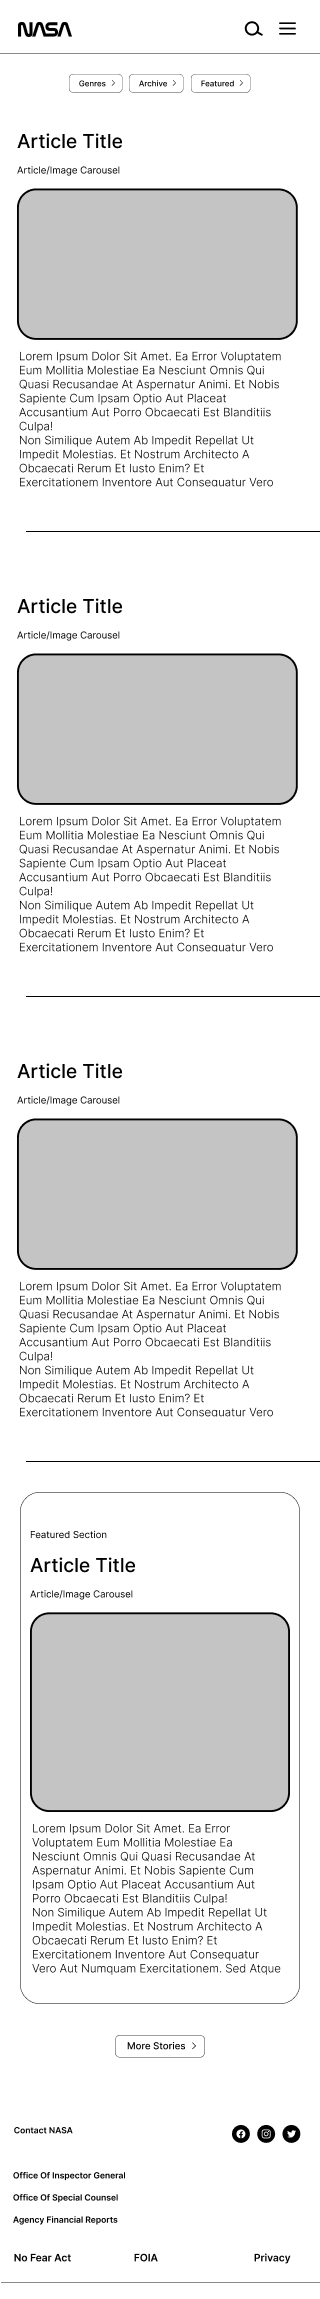 NASA
Genres
Archive
Featured
Article Title
Article/Image Carousel
Lorem Ipsum Dolor Sit Amet. Ea Error Voluptatem
Eum Mollitia Molestiae Ea Nesciunt Omnis Qui
Quasi Recusandae At Aspernatur Animi. Et Nobis
Sapiente Cum Ipsam Optio Aut Placeat
Accusantium Aut Porro Obcaecati Est Blanditiis
Culpa!
Non Similique Autem Ab Impedit Repellat Ut
Impedit Molestias. Et Nostrum Architecto A
Obcaecati Rerum Et Iusto Enim? Et
Exercitationem Inventore Aut Consequatur Vero
Article Title
Article/Image Carousel
Lorem Ipsum Dolor Sit Amet. Ea Error Voluptatem
Eum Mollitia Molestiae Ea Nesciunt Omnis Qui
Quasi Recusandae At Aspernatur Animi. Et Nobis
Sapiente Cum Ipsam Optio Aut Placeat
Accusantium Aut Porro Obcaecati Est Blanditiis
Culpa!
Non Similique Autem Ab Impedit Repellat Ut
Impedit Molestias. Et Nostrum Architecto A
Obcaecati Rerum Et Iusto Enim? Et
Exercitationem Inventore Aut Consequatur Vero
Article Title
Article/Image Carousel
Lorem Ipsum Dolor Sit Amet. Ea Error Voluptatem
Eum Mollitia Molestiae Ea Nesciunt Omnis Qui
Quasi Recusandae At Aspernatur Animi. Et Nobis
Sapiente Cum Ipsam Optio Aut Placeat
Accusantium Aut Porro Obcaecati Est Blanditiis
Culpa!
Non Similique Autem Ab Impedit Repellat Ut
Impedit Molestias. Et Nostrum Architecto A
Obcaecati Rerum Et Iusto Enim? Et
Exercitationem Inventore Aut Consequatur Vero
Featured Section
Article Title
Article/Image Carousel
Lorem Ipsum Dolor Sit Amet. Ea Error
Voluptatem Eum Mollitia Molestiae Ea
Nesciunt Omnis Qui Quasi Recusandae At
Aspernatur Animi. Et Nobis Sapiente Cum
Ipsam Optio Aut Placeat Accusantium Aut
Porro Obcaecati Est Blanditiis Culpa!
Non Similique Autem Ab Impedit Repellat Ut
Impedit Molestias. Et Nostrum Architecto A
Obcaecati Rerum Et Iusto Enim? Et
Exercitationem Inventore Aut Consequatur
Vero Aut Numquam Exercitationem. Sed Atque
More Stories
Contact NASA
Office Of Inspector General
Office Of Special Counsel
Agency Financial Reports
No Fear Act
FOIA
Privacy